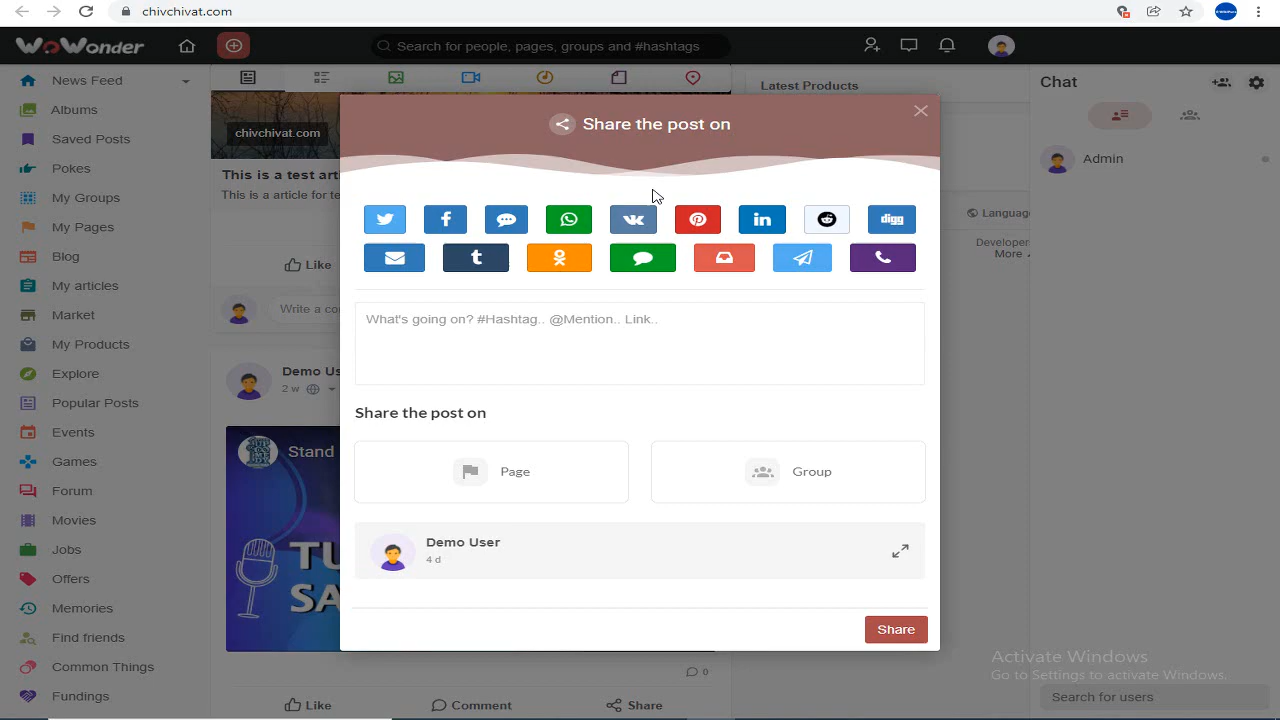 chivchivat.com
WoWonder
Search for people, pages, groups and #hashtags
News Feed
Albums
Saved Posts
Pokes
My Groups
My Pages
Blog
My articles
Market
My Products
Explore
Popular Posts
Events
Games
Forum
Movies
Jobs
Offers
Memories
Find friends
Common Things
Fundings
chivchivat.com
This is a test art
This is a article for te
Like
Write a co
Demo Us
2 w
Stand
TU
SA
0
Like
Comment
Share
Share the post on
digg
What's going on? #Hashtag.. @Mention.. Link..
Share the post on
Page
Group
Demo User
4 d
Share
Latest Products
Language
Developers
More
Chat
Admin
Activate Windows
Go to Settings to activate Windows.
Search for users